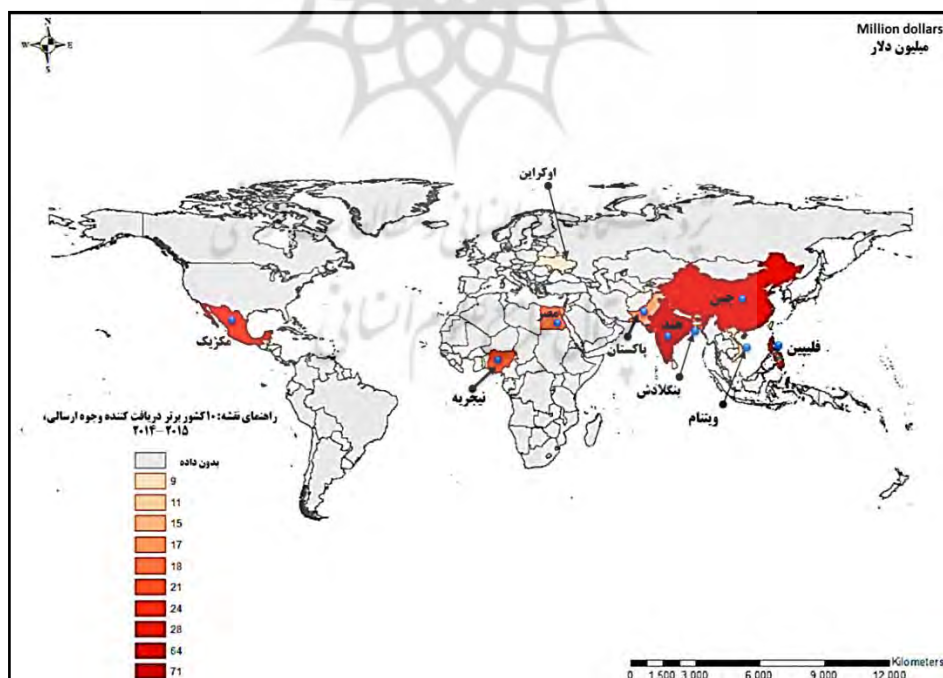 N
W E
S
Million dollars
میلیون دلار
اوکراین
چین
مصر
هند
مکزیک
پاکستان
فلیپین
نیجریه
بنگلادش
ویتنام
راهنمای نقشه: ۱۰ کشور برتر دریافت کننده وجوه ارسالی،
۲۰۱۴-۲۰۱۵
بدون داده
9
11
15
17
18
21
24
28
64
71
Kilometers
0 1,500 3,000 6,000 9,000 12,000